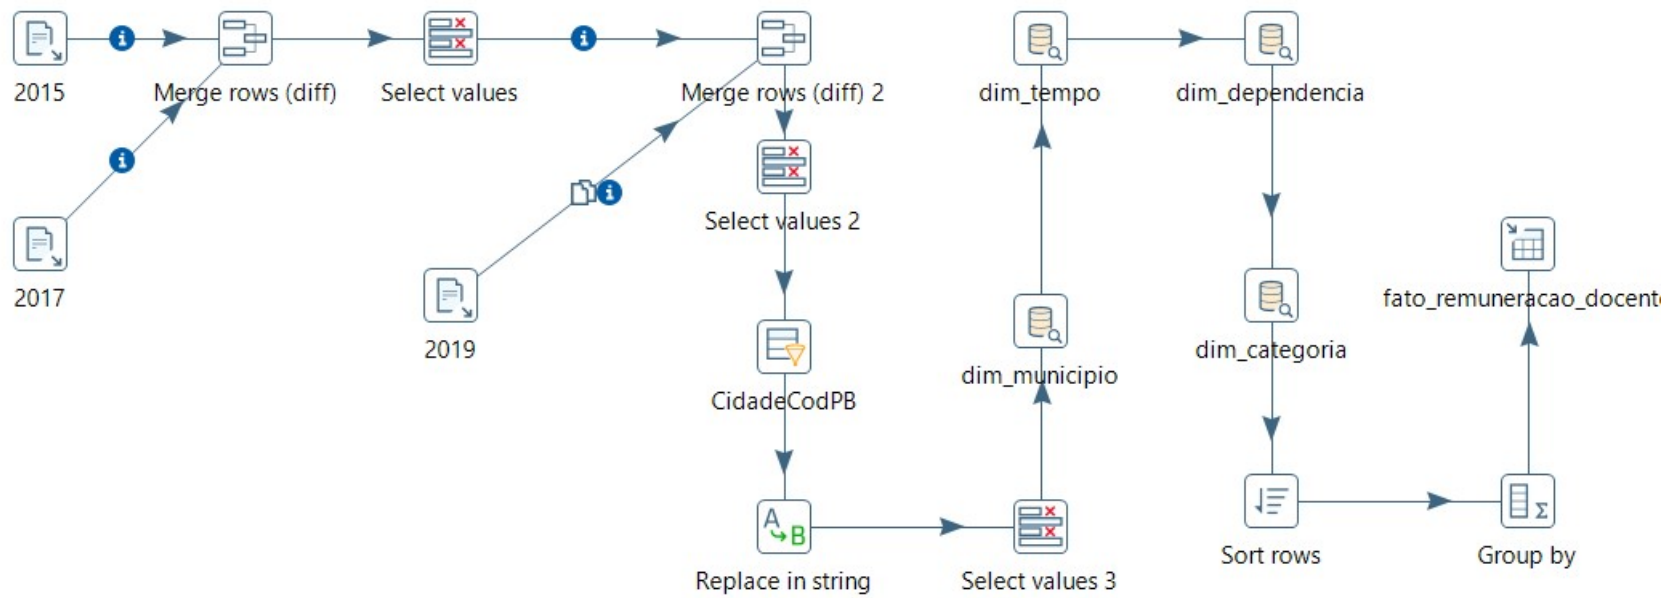 2015
Merge rows (diff)
Select values
Merge rows (diff) 2
dim_tempo
dim_dependencia
Select values 2
2017
2019
CidadeCodPB
dim_municipio
dim_categoria
fato_remuneracao_docent
A
B
Replace in string
Select values 3
Sort rows
Σ
Group by